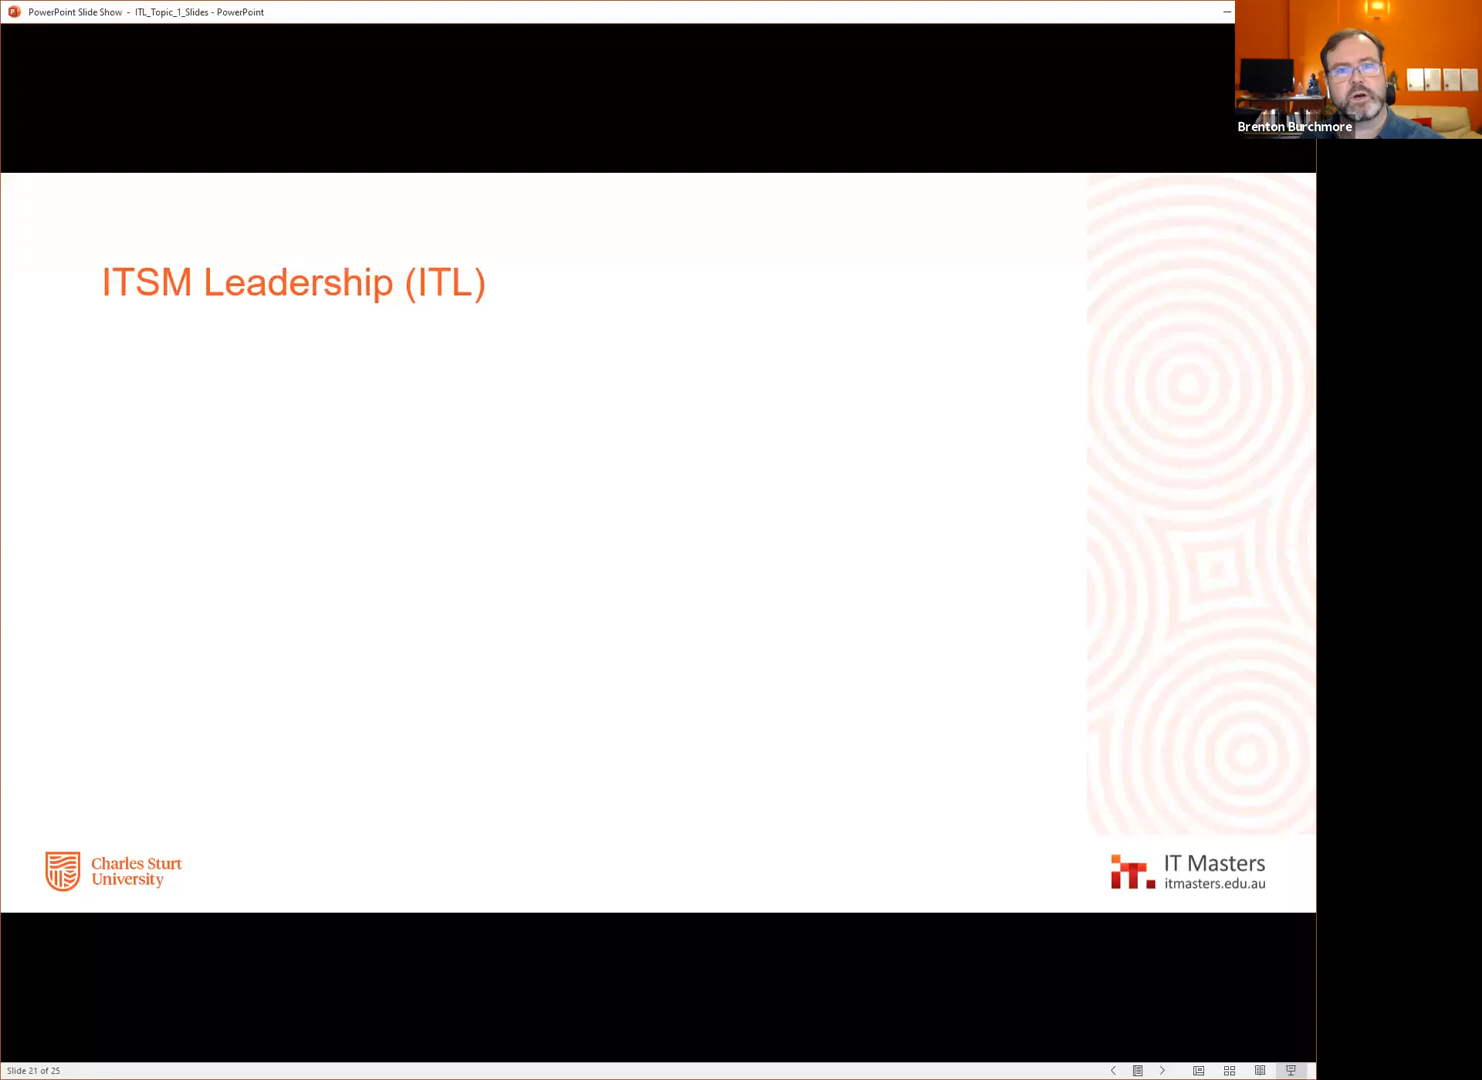 PowerPoint Slide Show - ITL_Topic_1_Slides - PowerPoint
Brenton Burchmore
ITSM Leadership (ITL)
Charles Sturt
University
IT Masters
itmasters.edu.au
Slide 21 of 25